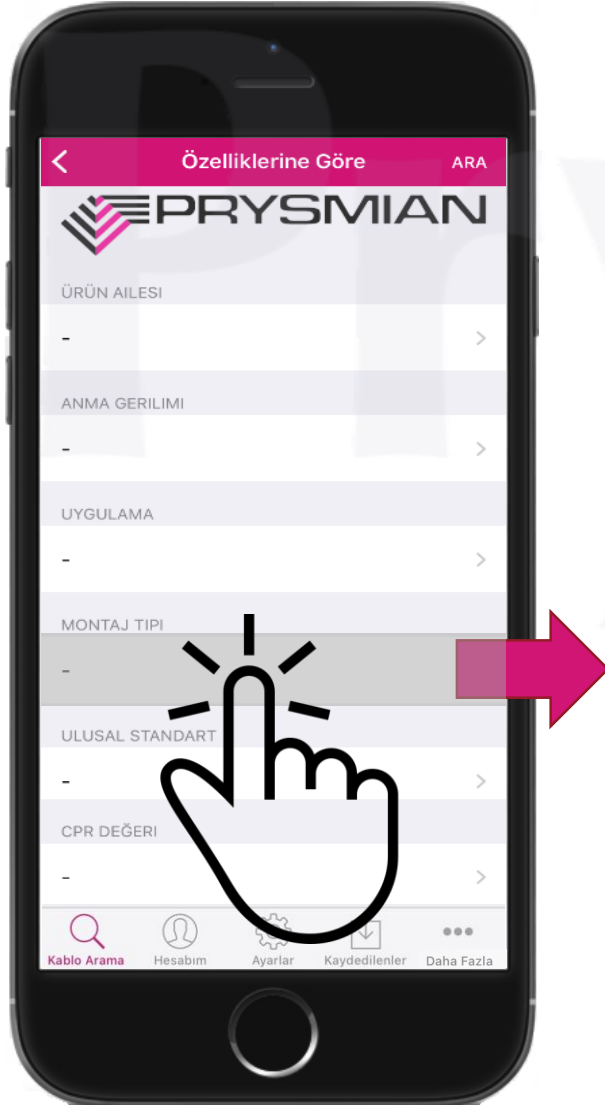 Özelliklerine Göre ARA
PRYSMIAN
ÜRÜN AILESI
-
ANMA GERILIMI
-
UYGULAMA
-
MONTAJ TIPI
-
ULUSAL STANDART
-
CPR DEĞERI
-
Kablo Arama Hesabım Ayarlar Kaydedilenler Daha Fazla